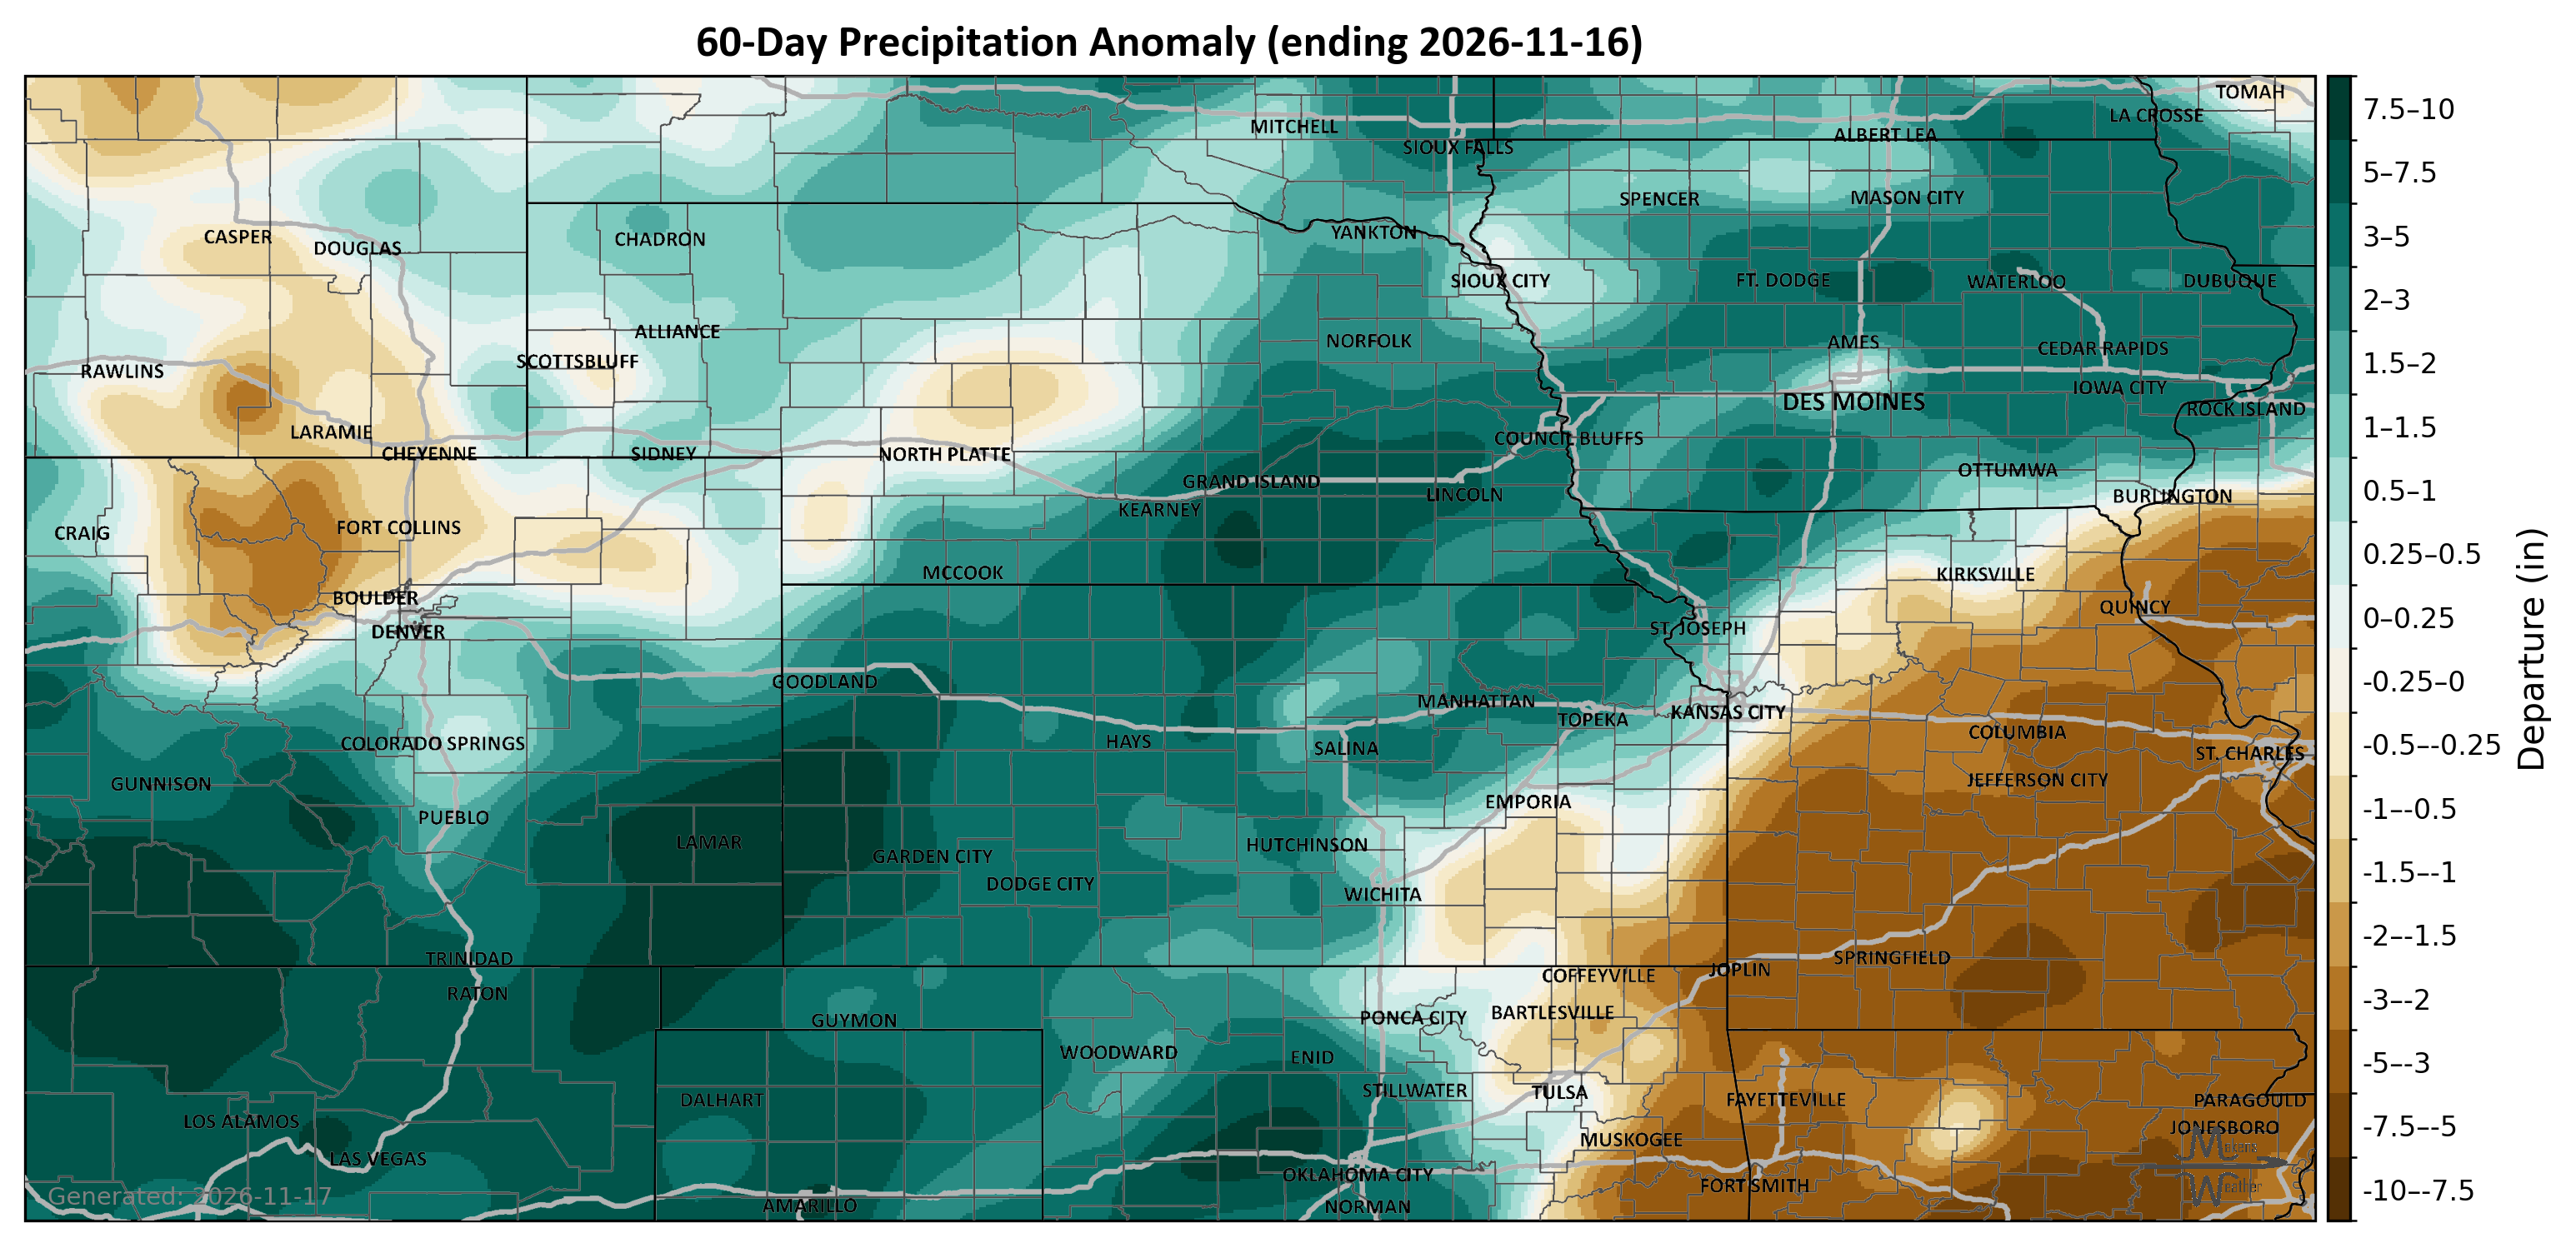 60-Day Precipitation Anomaly (ending 2026-11-16)
TOMAH
LA CROSSE
MITCHELL
ALBERT LEA
SIOUX FALLS
SPENCER
MASON CITY
CASPER
DOUGLAS
CHADRON
YANKTON
SIOUX CITY
FT. DODGE
WATERLOO
DUBUQUE
ALLIANCE
NORFOLK
AMES
CEDAR RAPIDS
SCOTTSBLUFF
RAWLINS
IOWA CITY
DES MOINES
ROCK ISLAND
LARAMIE
COUNCIL BLUFFS
CHEYENNE
SIDNEY
NORTH PLATTE
OTTUMWA
GRAND ISLAND
LINCOLN
BURLINGTON
KEARNEY
CRAIG
FORT COLLINS
MCCOOK
KIRKSVILLE
BOULDER
QUINCY
DENVER
ST. JOSEPH
GOODLAND
MANHATTAN
TOPEKA
KANSAS CITY
COLUMBIA
COLORADO SPRINGS
HAYS
SALINA
ST. CHARLES
GUNNISON
JEFFERSON CITY
EMPORIA
PUEBLO
LAMAR
HUTCHINSON
GARDEN CITY
DODGE CITY
WICHITA
TRINIDAD
SPRINGFIELD
JOPLIN
COFFEYVILLE
RATON
GUYMON
PONCA CITY
BARTLESVILLE
WOODWARD
ENID
STILLWATER
TULSA
DALHART
FAYETTEVILLE
PARAGOULD
LOS ALAMOS
JONESBORO
MUSKOGEE
LAS VEGAS
OKLAHOMA CITY
FORT SMITH
AMARILLO
NORMAN
Generated: 2026-11-17
Makers
Weather
7.5–10
5–7.5
3–5
2–3
1.5–2
1–1.5
0.5–1
0.25–0.5
0–0.25
-0.25–0
-0.5–-0.25
-1–-0.5
-1.5–-1
-2–-1.5
-3–-2
-5–-3
-7.5–-5
-10–-7.5
Departure (in)